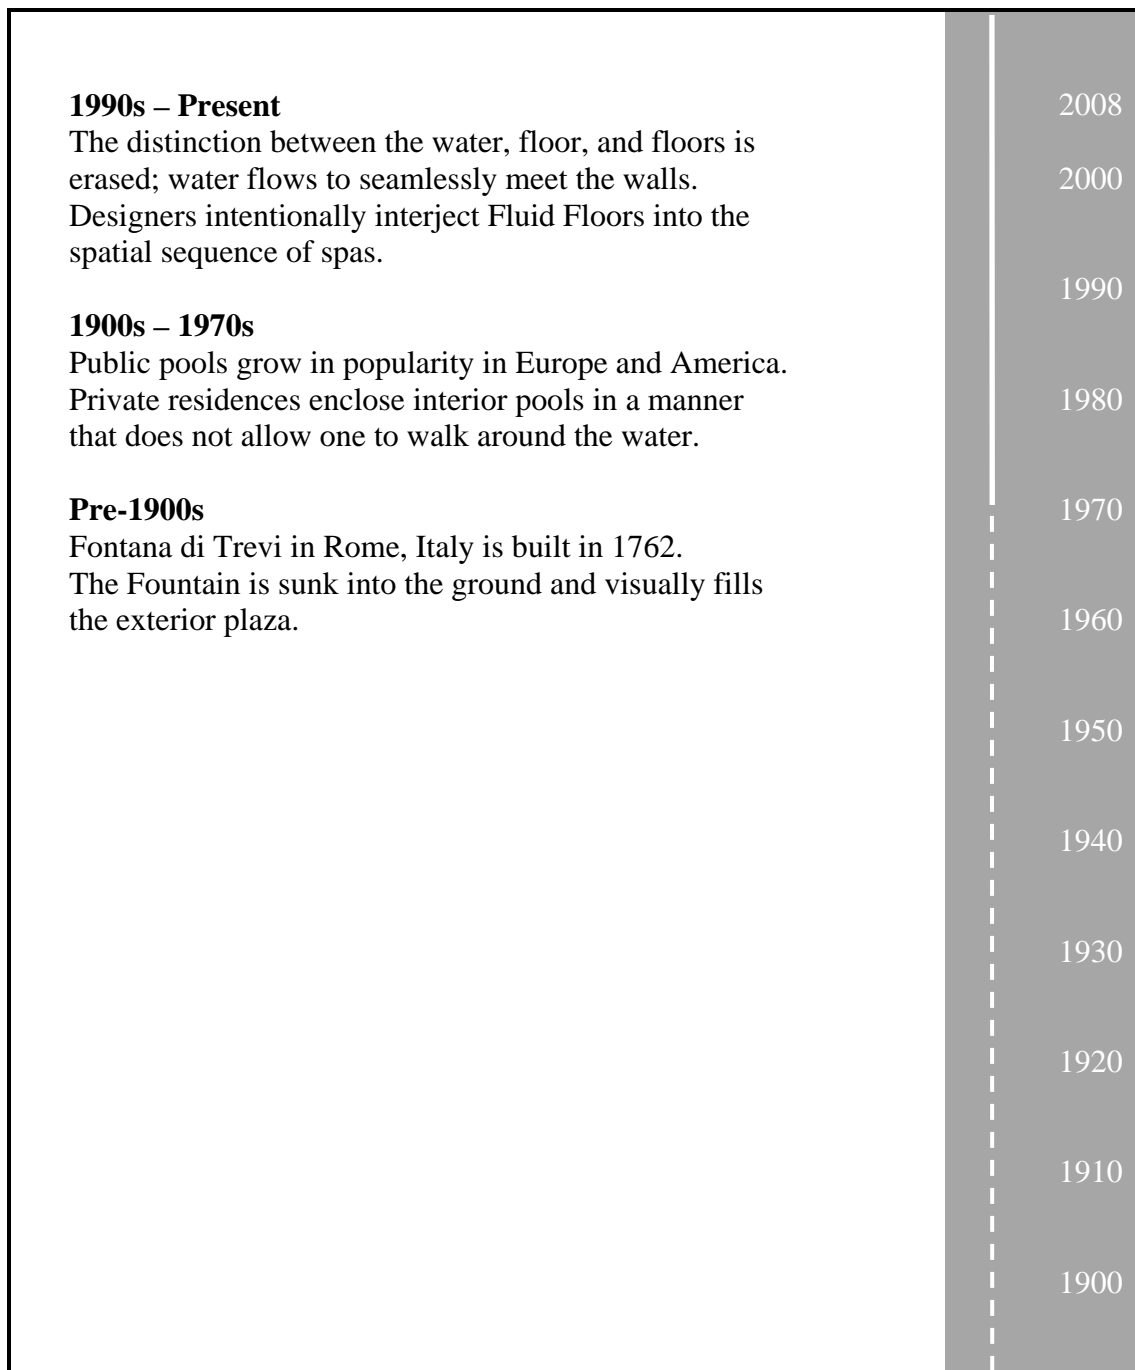 1990s – Present
The distinction between the water, floor, and floors is
erased; water flows to seamlessly meet the walls.
Designers intentionally interject Fluid Floors into the
spatial sequence of spas.
1900s – 1970s
Public pools grow in popularity in Europe and America.
Private residences enclose interior pools in a manner
that does not allow one to walk around the water.
Pre-1900s
Fontana di Trevi in Rome, Italy is built in 1762.
The Fountain is sunk into the ground and visually fills
the exterior plaza.
2008
2000
1990
1980
1970
1960
1950
1940
1930
1920
1910
1900